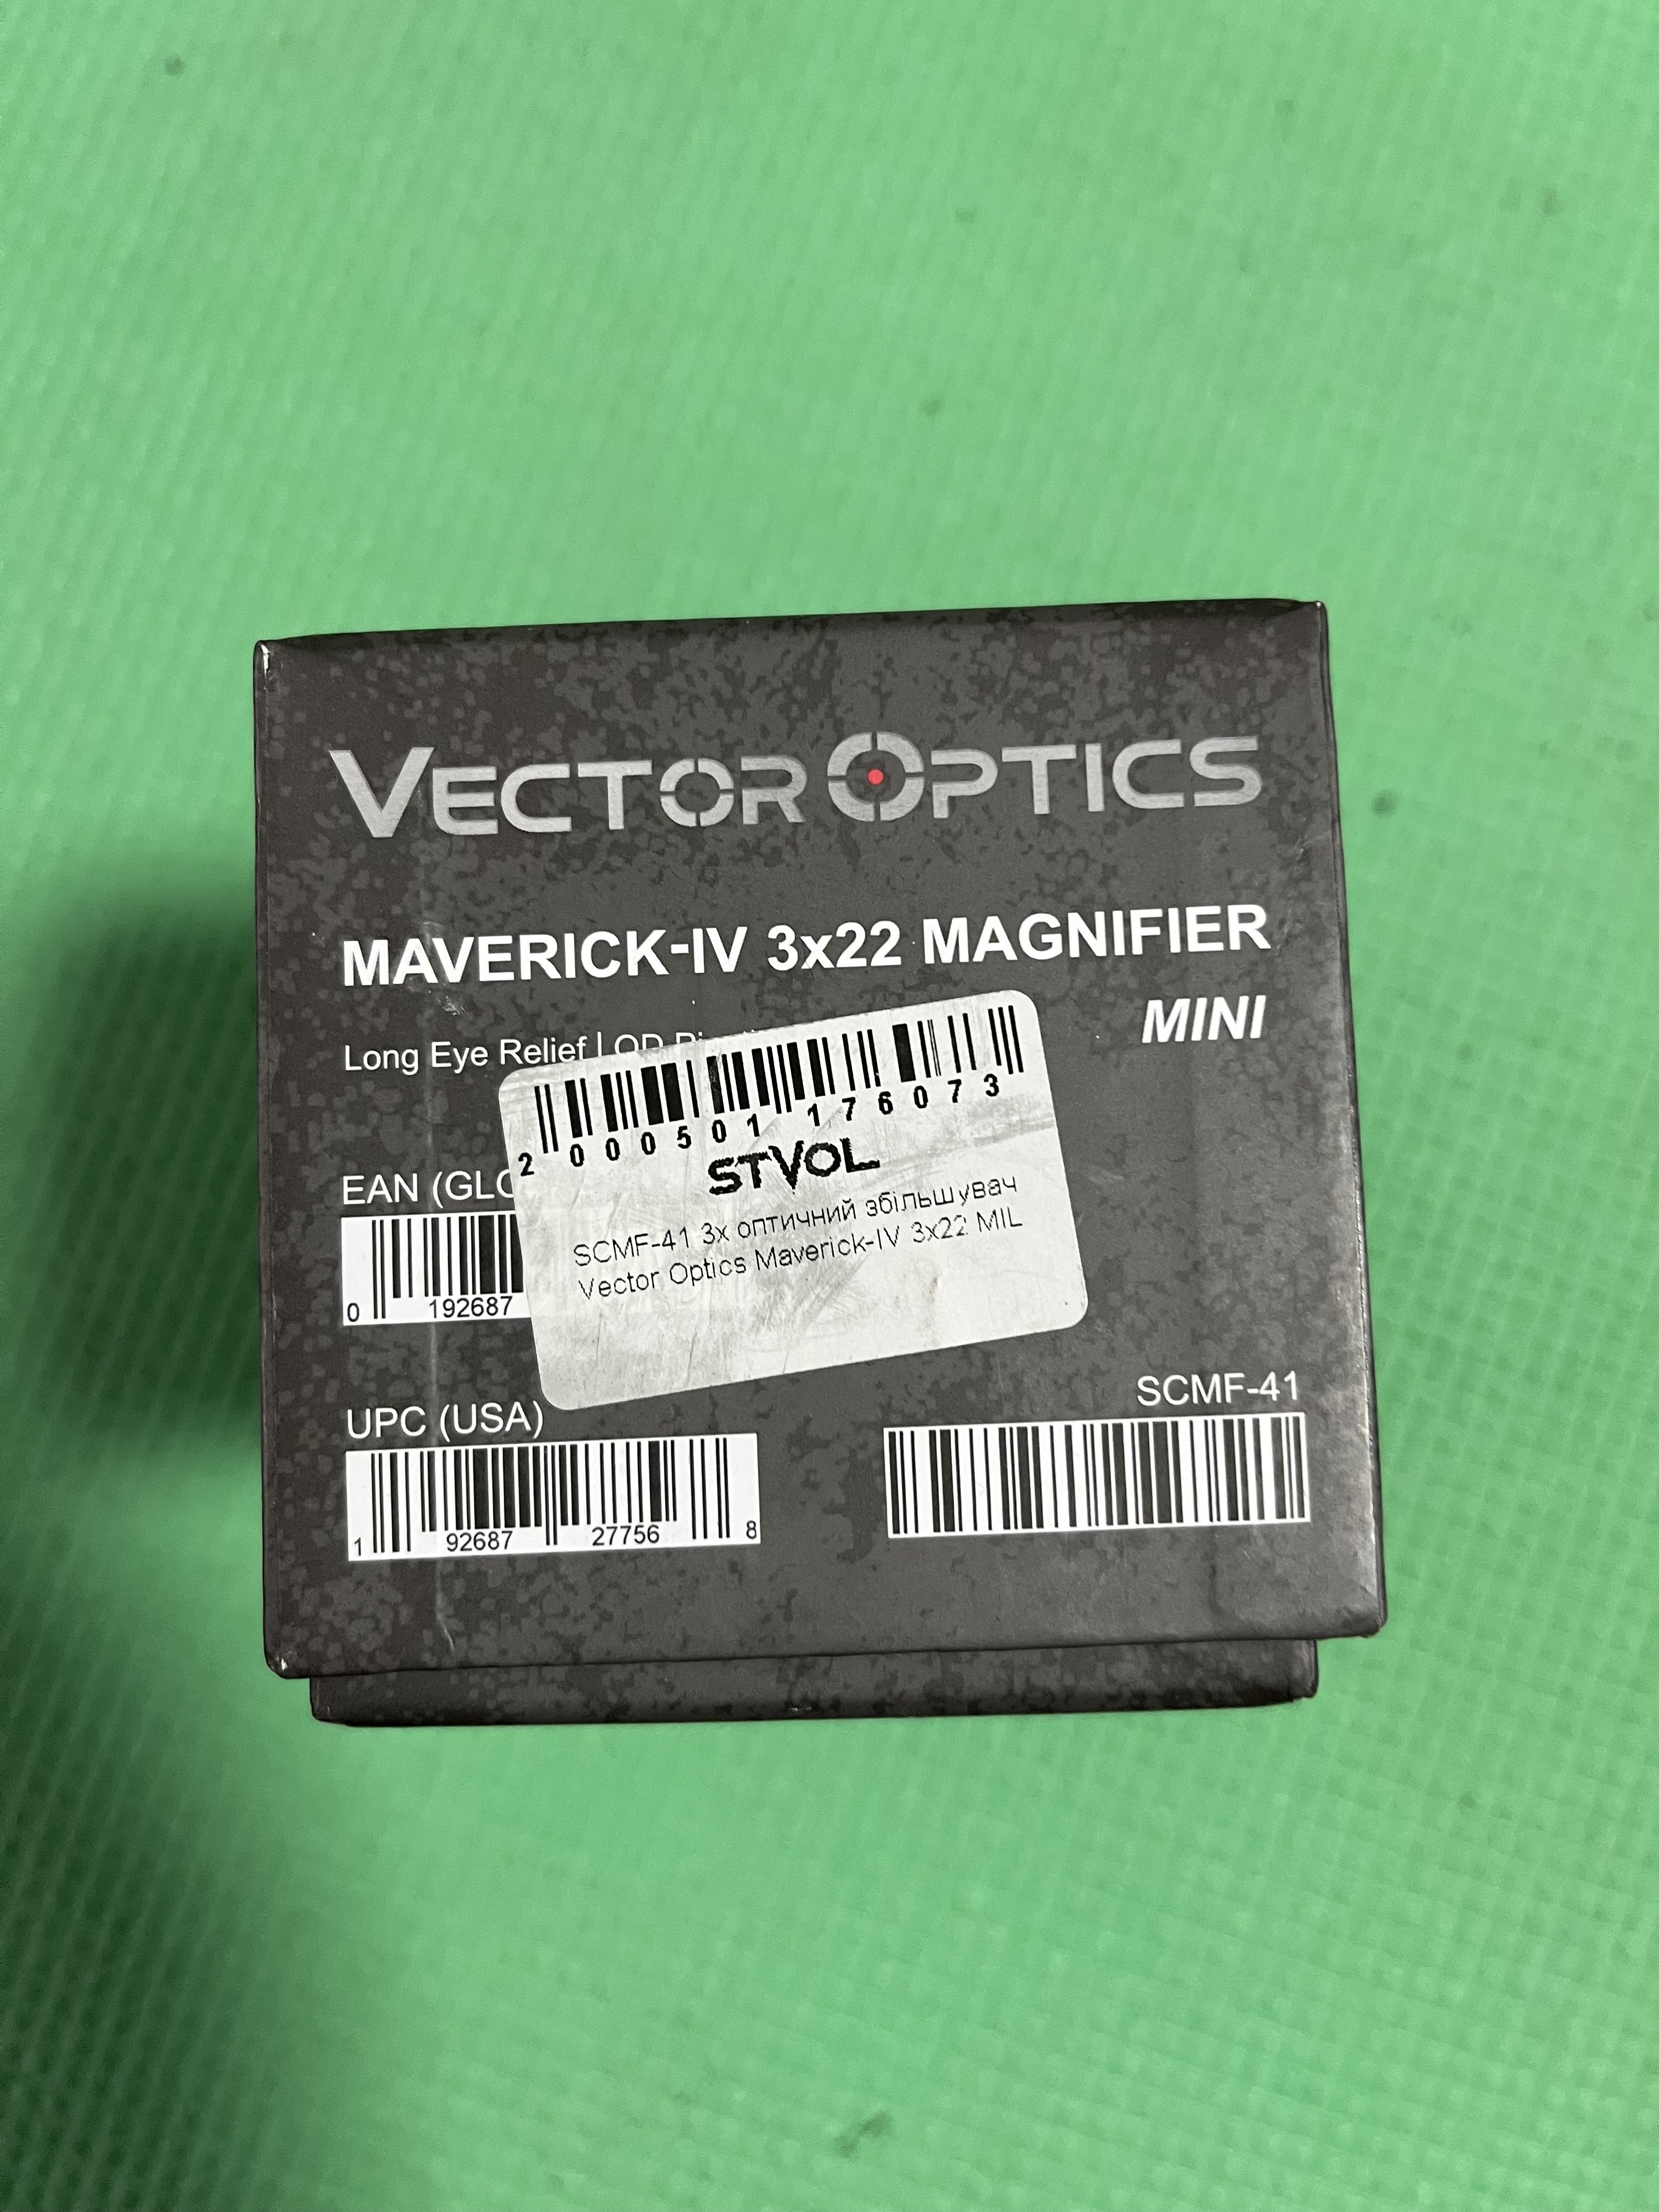 VECTOR OPTICS
MAVERICK-IV 3x22 MAGNIFIER
MINI
Long Eye Relief | QD
2 000501 176073
STVOL
SCMF-41 3x оптичний збільшувач
Vector Optics Maverick-IV 3x22 MIL
EAN
0 192687
UPC (USA)
1 92687 27756 8
SCMF-41